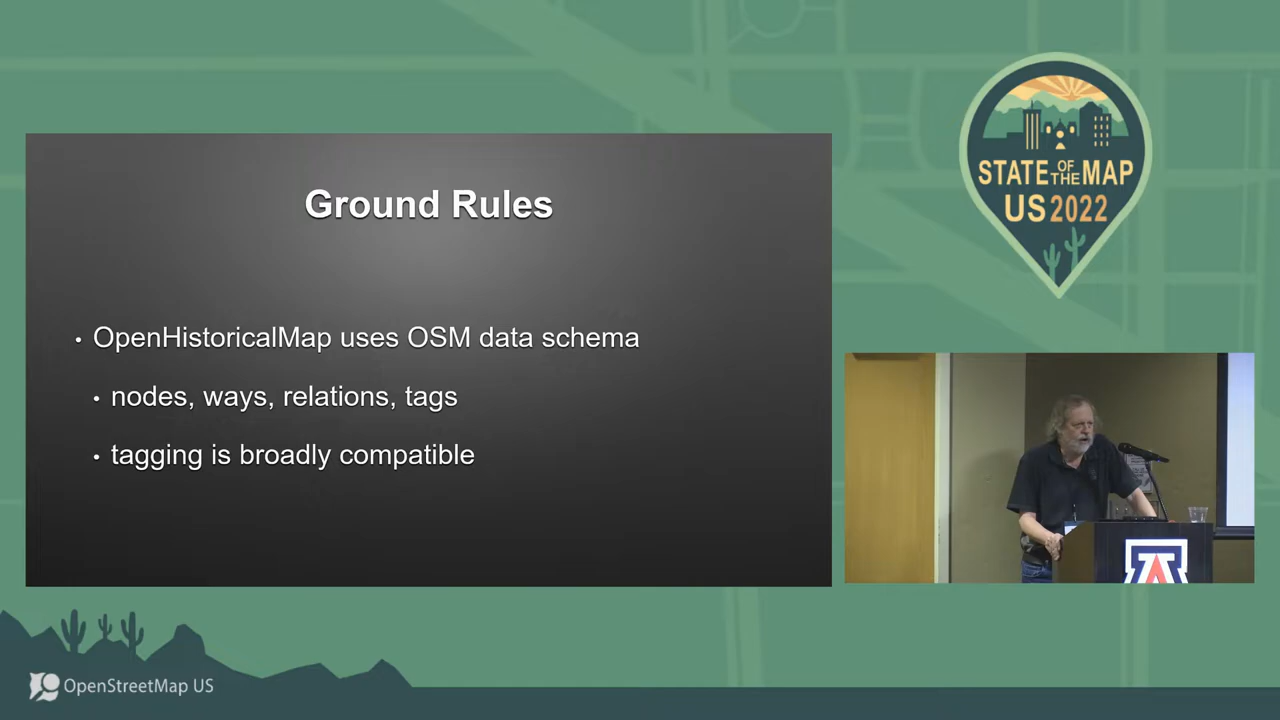 Ground Rules
• OpenHistoricalMap uses OSM data schema
• nodes, ways, relations, tags
• tagging is broadly compatible
STATE OF THE MAP
US 2022
A
OpenStreetMap US